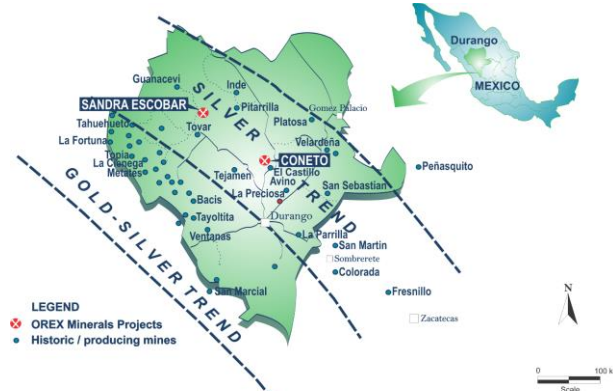 Durango
MEXICO
Guanacevi
Inde
SILVER TREND
SANDRA ESCOBAR
Pitarrilla
Gomez Palacio
Platosa
Tahuehueto
Tovar
La Fortuna
Velardeña
Topia
CONETO
La Cienega
El Castillo
Peñasquito
Metates
Tejamen
Avino
La Preciosa
San Sebastian
Bacis
Tayoltita
Durango
GOLD-SILVER TREND
Ventanas
La Parrilla
San Martin
Sombrerete
Colorada
San Marcial
Fresnillo
N
LEGEND
Zacatecas
OREX Minerals Projects
Historic / producing mines
0 100 k
Scale